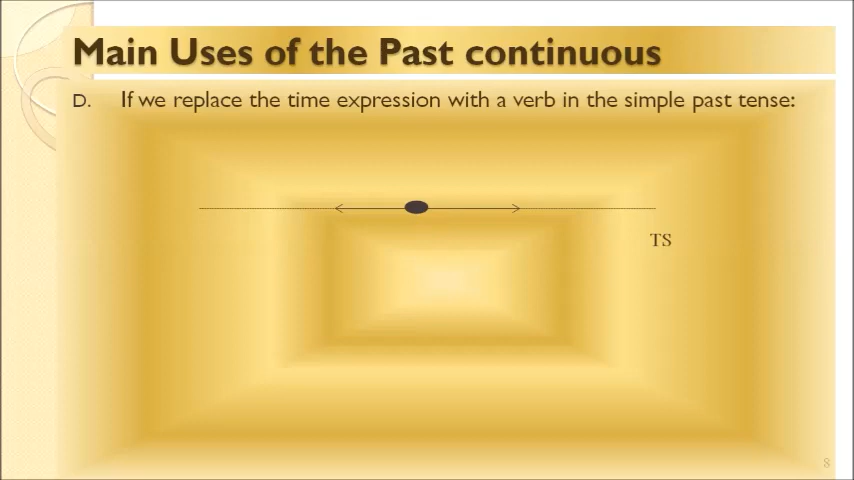 Main Uses of the Past continuous
D. If we replace the time expression with a verb in the simple past tense:
TS
8